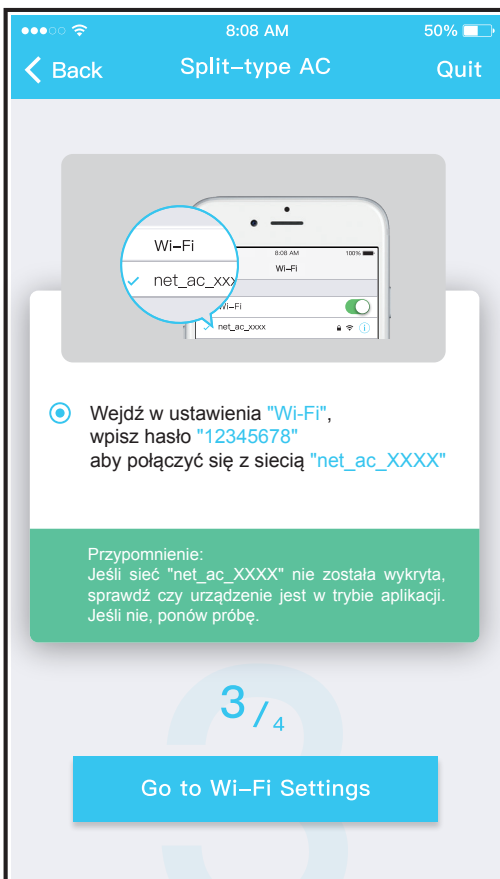 8:08 AM
50%
Back
Split-type AC
Quit
8:08 AM
100%
Wi-Fi
Wi-Fi
net_ac_xxxx
Wi-Fi
net_ac_xxx
Wejdź w ustawienia "Wi-Fi",
wpisz hasło "12345678"
aby połączyć się z siecią "net_ac_XXXX"
Przypomnienie:
Jeśli sieć "net_ac_XXXX" nie została wykryta,
sprawdź czy urządzenie jest w trybie aplikacji.
Jeśli nie, ponów próbę.
3/4
Go to Wi-Fi Settings
3